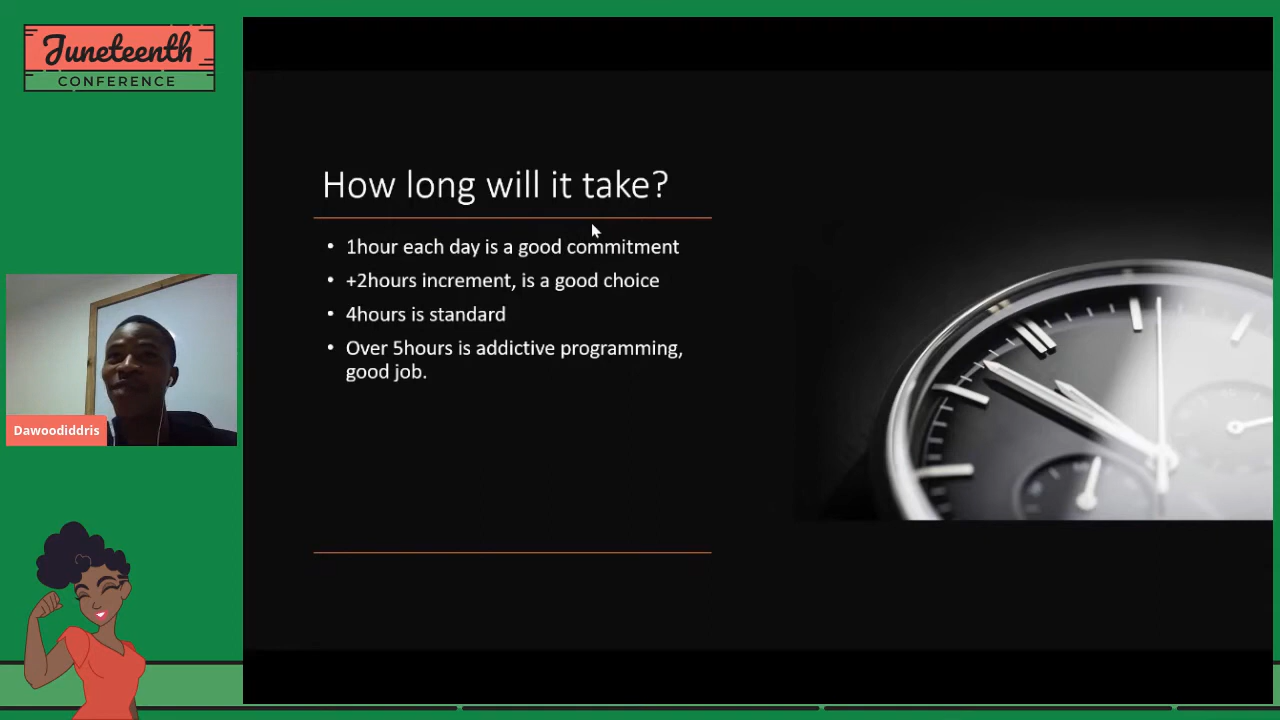 Juneteenth
CONFERENCE
How long will it take?
• 1hour each day is a good commitment
• +2hours increment, is a good choice
• 4hours is standard
• Over 5hours is addictive programming,
good job.
Dawoodiddris